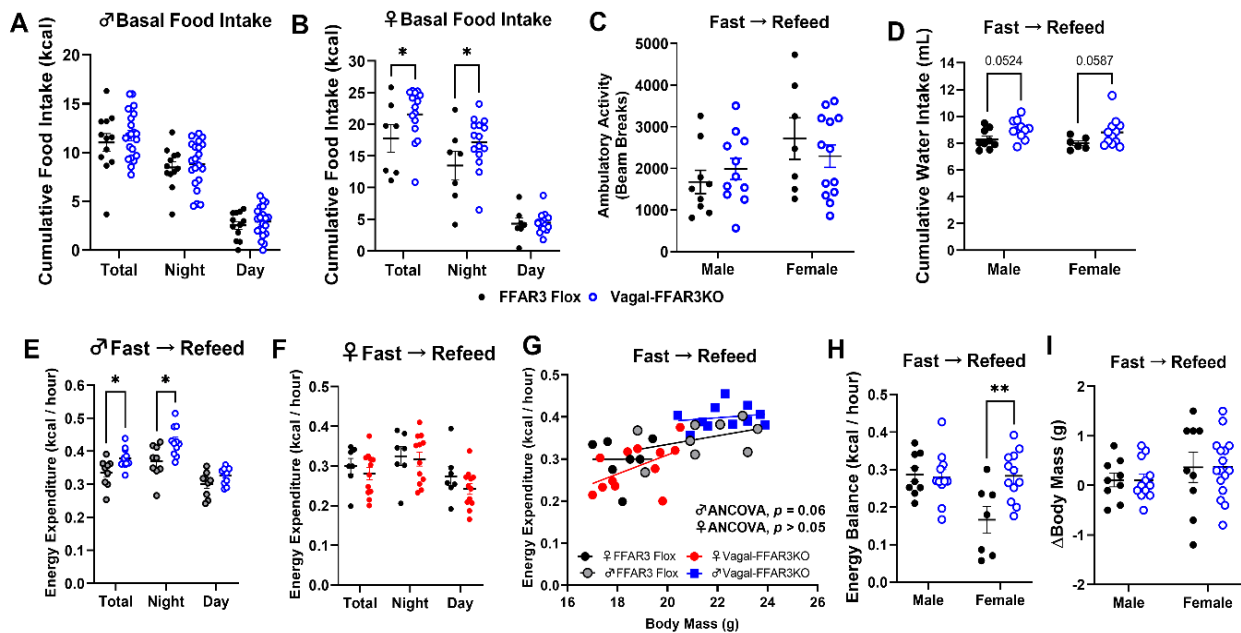 A
♂Basal Food Intake
Cumulative Food Intake (kcal)
20
15
10
5
0
Total Night Day
B
♀Basal Food Intake
Cumulative Food Intake (kcal)
30
25
20
15
10
5
0
* *
Total Night Day
C
Fast → Refeed
Ambulatory Activity
(Beam Breaks)
5000
4000
3000
2000
1000
0
Male Female
D
Fast → Refeed
Cumulative Water Intake (mL)
14
12
10
8
6
4
2
0
0.0524 0.0587
Male Female
FFAR3 Flox Vagal-FFAR3KO
E
♂Fast → Refeed
Energy Expenditure (kcal / hour)
0.6
0.4
0.3
0.2
0.1
0.0
* *
Total Night Day
F
♀Fast → Refeed
Energy Expenditure (kcal / hour)
0.5
0.4
0.3
0.2
0.1
0.0
Total Night Day
G
Fast → Refeed
Energy Expenditure (kcal / hour)
0.5
0.4
0.3
0.2
0.1
♂ANCOVA, p = 0.06
♀ANCOVA, p > 0.05
♀FFAR3 Flox ♀Vagal-FFAR3KO
♂FFAR3 Flox ♂Vagal-FFAR3KO
16 18 20 22 24 26
Body Mass (g)
H
Fast → Refeed
Energy Balance (kcal / hour)
0.5
0.4
0.3
0.2
0.1
0.0
**
Male Female
I
Fast → Refeed
ΔBody Mass (g)
2
1
0
-1
-2
Male Female